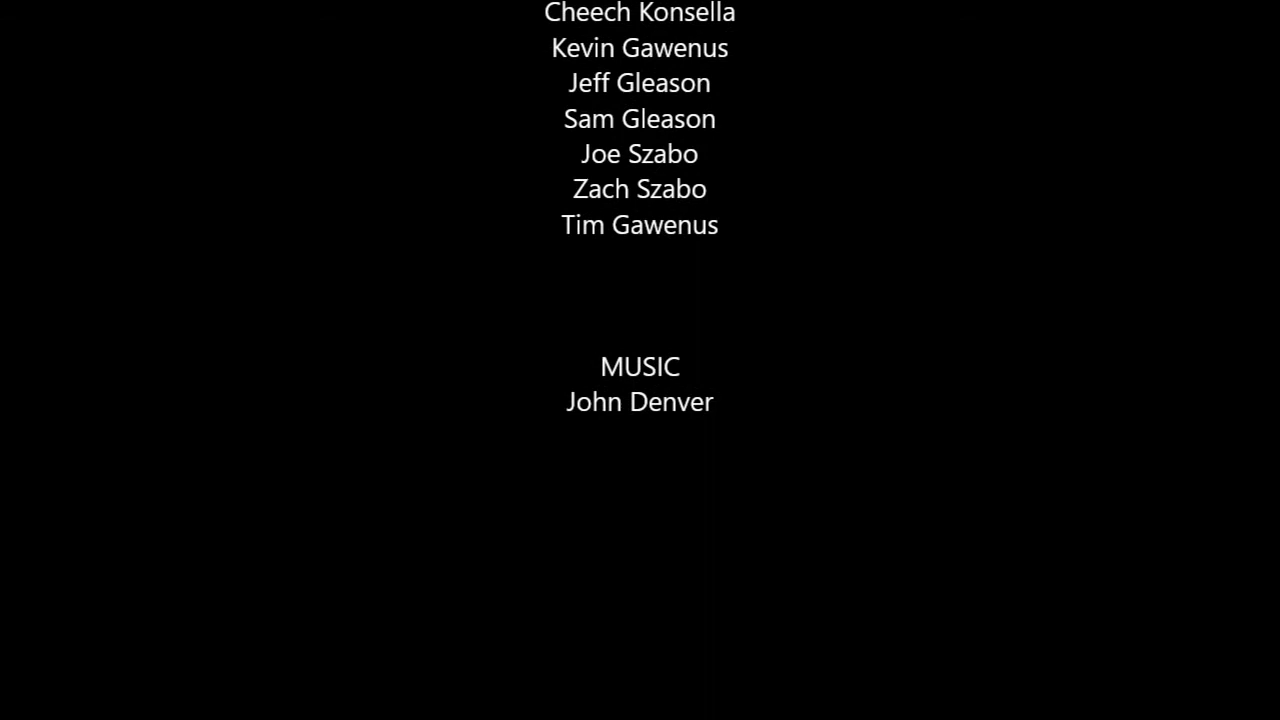 Cheech Konsella
Kevin Gawenus
Jeff Gleason
Sam Gleason
Joe Szabo
Zach Szabo
Tim Gawenus
MUSIC
John Denver